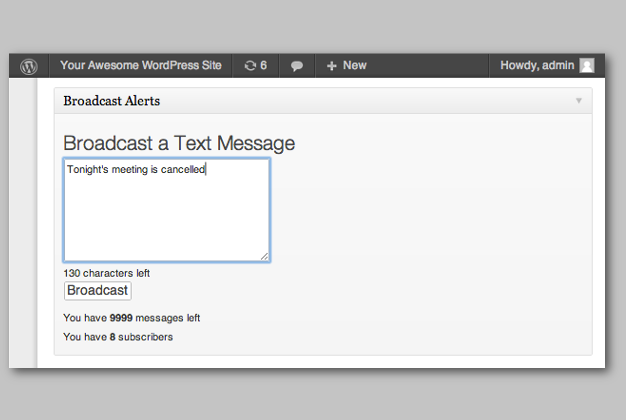 Your Awesome WordPress Site 6 + New Howdy, admin
Broadcast Alerts
Broadcast a Text Message
Tonight's meeting is cancelled
130 characters left
Broadcast
You have 9999 messages left
You have 8 subscribers